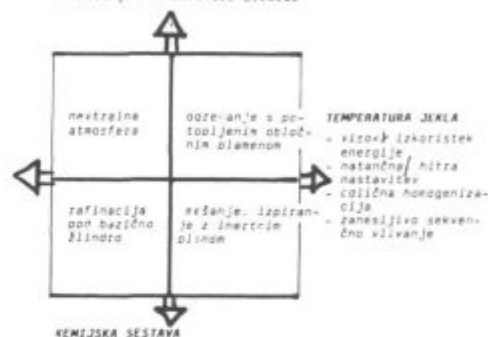 nevtralna
atmosfera
ogrevanje s po-
topljenim obloč-
nim plamenom
TEMPERATURA JEKLA
- visok izkoristek
energije
- natančna/ hitra
nastavitev
- odlična homogeniza-
cija
- zanesljivo sekven-
čno vlivanje
rafinacija
pod bazično
žlindro
mešanje, izpiran-
je z inertnim
plinom
KEMIJSKA SESTAVA